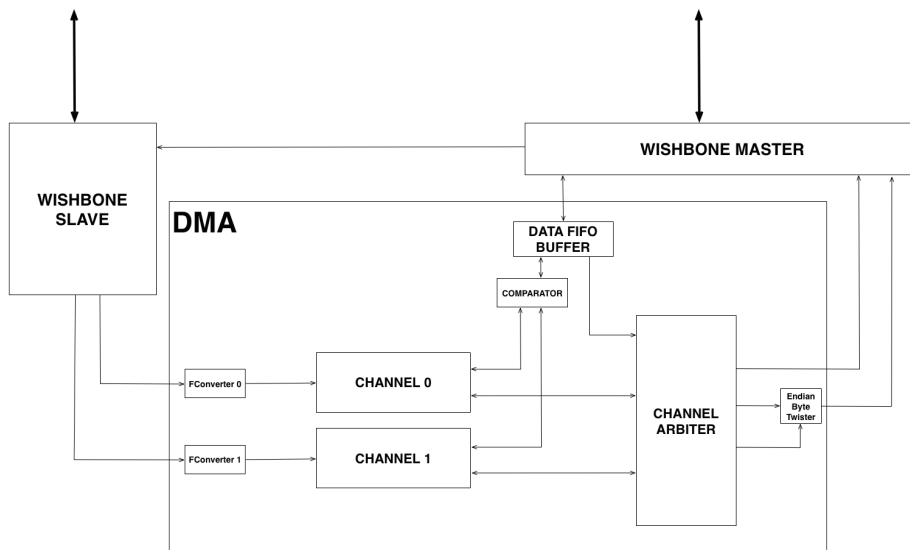 WISHBONE
SLAVE
WISHBONE MASTER
DMA
DATA FIFO
BUFFER
COMPARATOR
FConverter 0
CHANNEL 0
CHANNEL
ARBITER
Endian
Byte
Twister
FConverter 1
CHANNEL 1